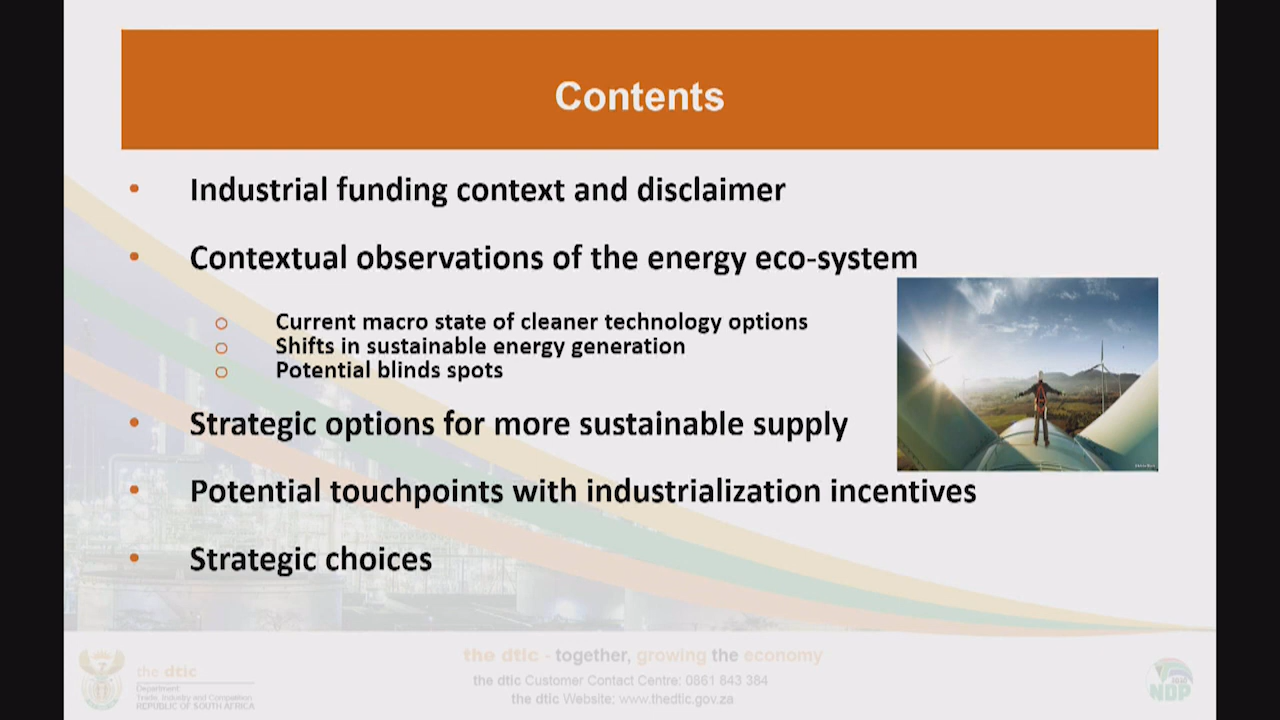 Contents
• Industrial funding context and disclaimer
• Contextual observations of the energy eco-system
o Current macro state of cleaner technology options
o Shifts in sustainable energy generation
o Potential blinds spots
• Strategic options for more sustainable supply
• Potential touchpoints with industrialization incentives
• Strategic choices
the dtic - together, growing the economy
the dtic Customer Contact Centre: 0861 843 384
the dtic Website: www.thedtic.gov.za
the dtic
Department:
Trade, Industry and Competition
REPUBLIC OF SOUTH AFRICA
NDP